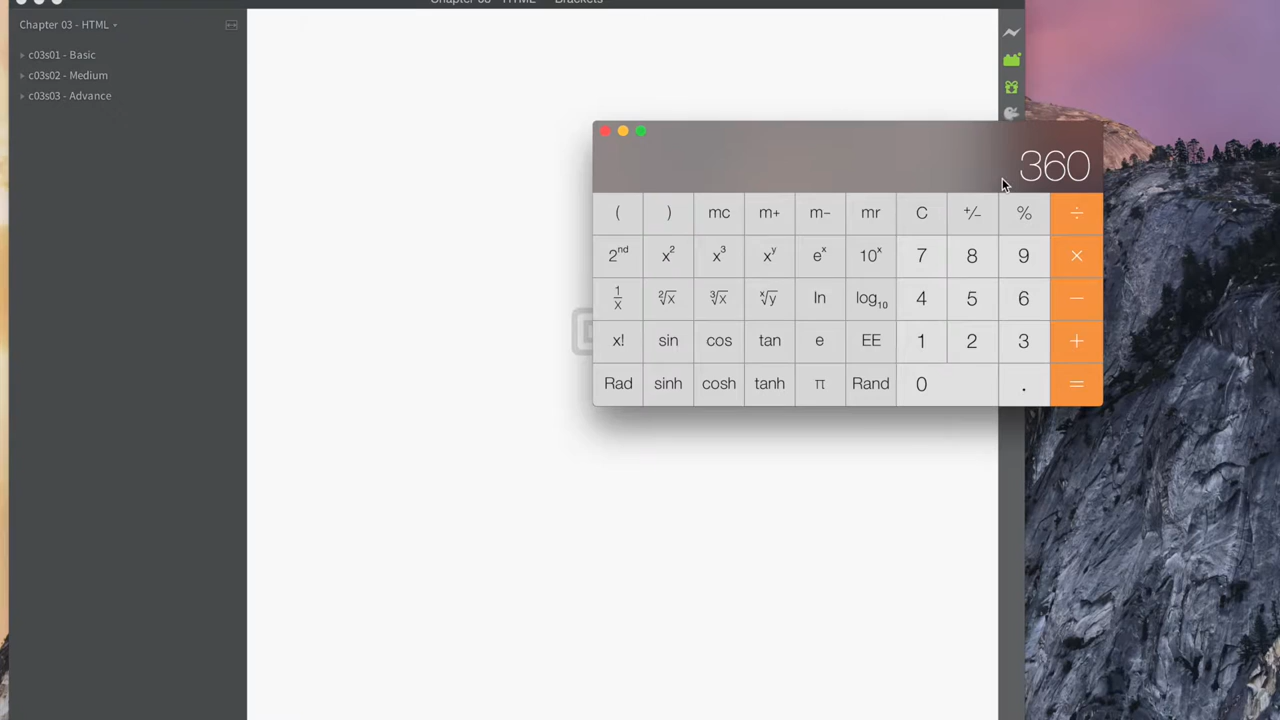 Chapter 03 - HTML
c03s01 - Basic
c03s02 - Medium
c03s03 - Advance
360
( ) mc m+ m- mr C +/- % ÷
2nd x² x³ xʸ eˣ 10ˣ 7 8 9 ×
1/x ²√x ³√x ˣ√y ln log₁₀ 4 5 6 −
x! sin cos tan e EE 1 2 3 +
Rad sinh cosh tanh π Rand 0 . =